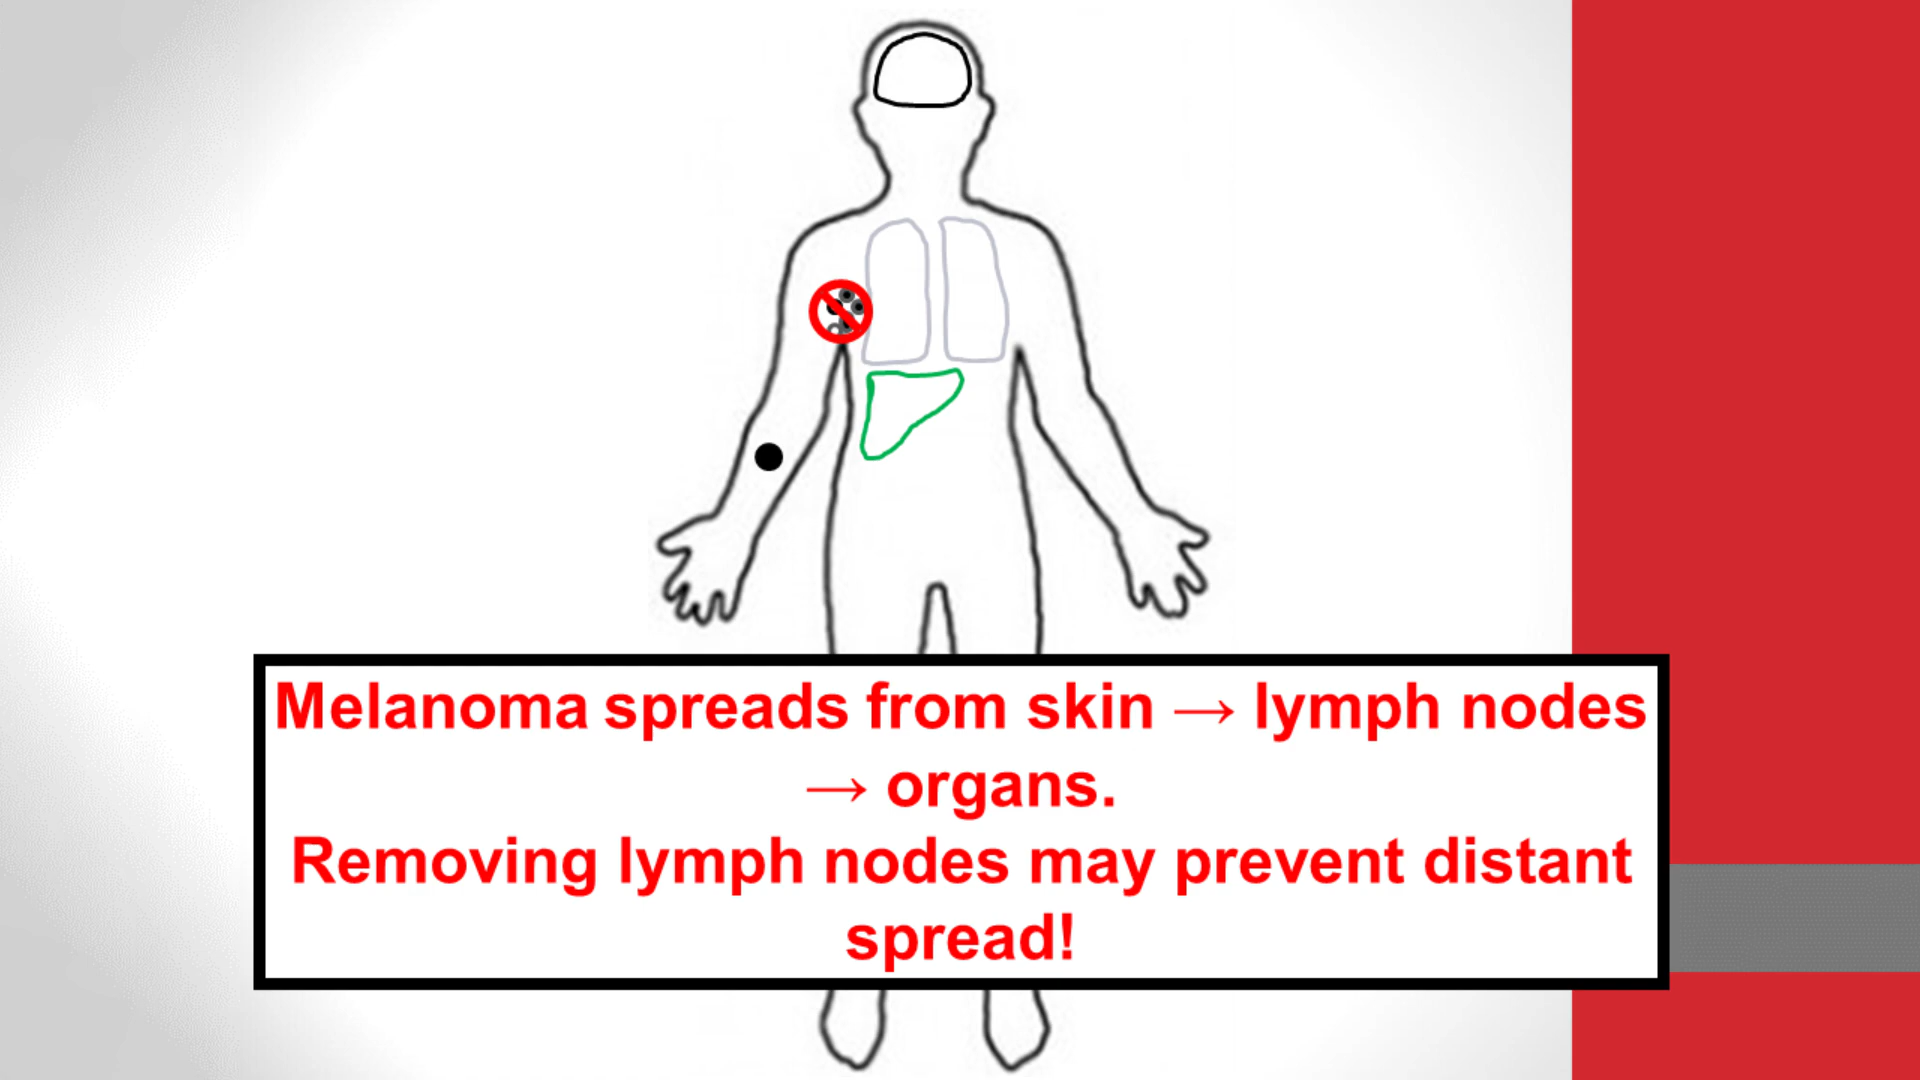 Melanoma spreads from skin → lymph nodes
→ organs.
Removing lymph nodes may prevent distant
spread!